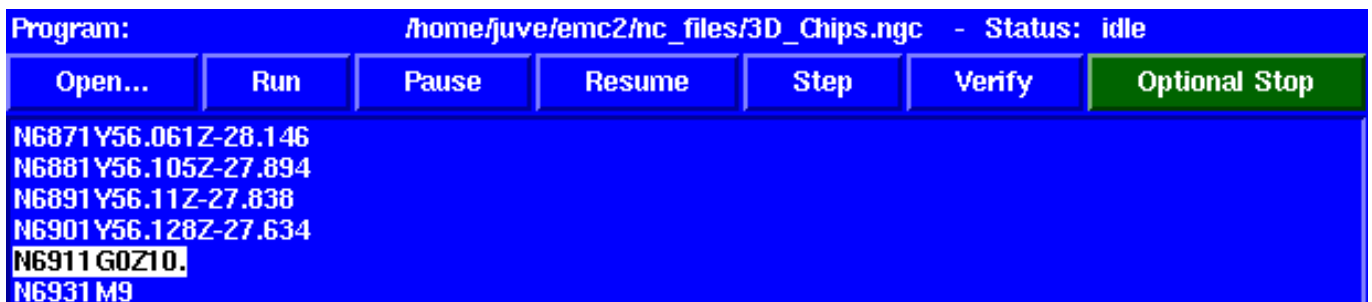 Program: /home/juve/emc2/nc_files/3D_Chips.ngc - Status: idle
Open... Run Pause Resume Step Verify Optional Stop
N6871Y56.061Z-28.146
N6881Y56.105Z-27.894
N6891Y56.11Z-27.838
N6901Y56.128Z-27.634
N6911G0Z10.
N6931M9